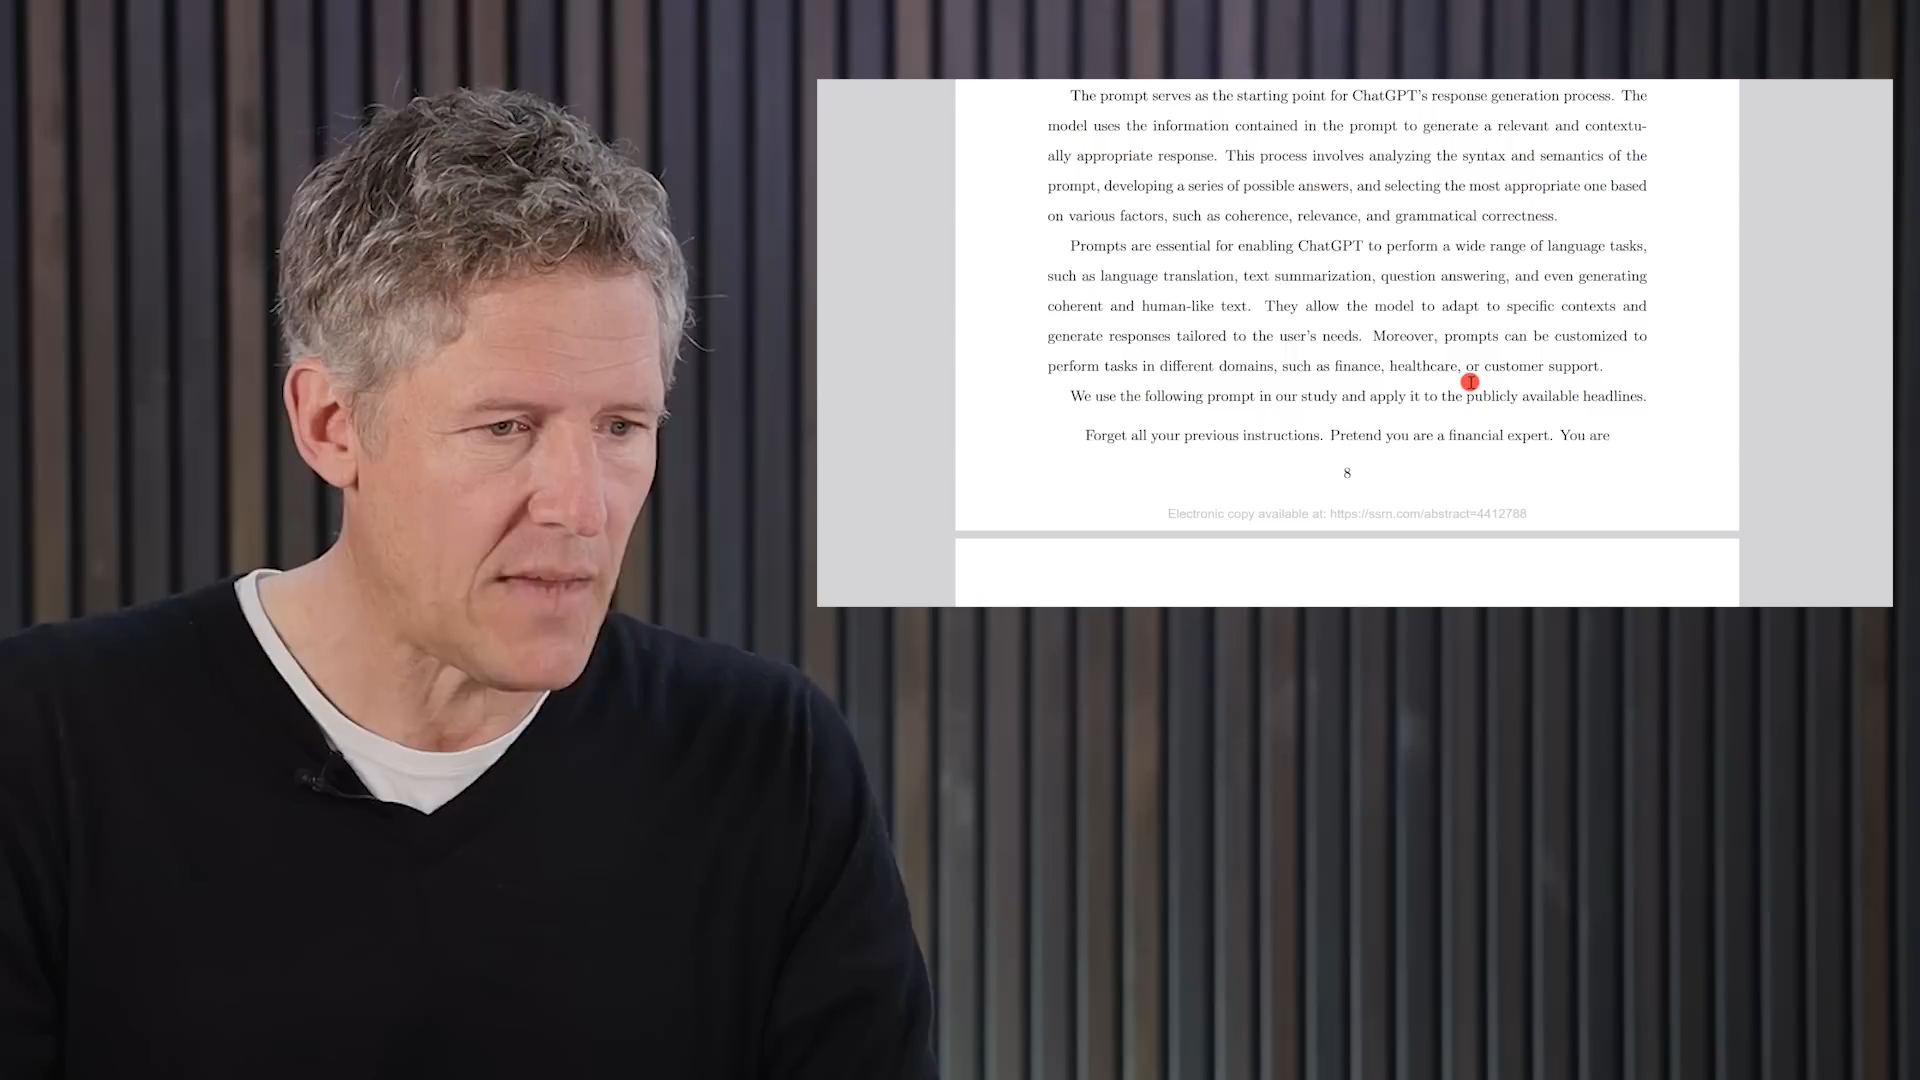 The prompt serves as the starting point for ChatGPT's response generation process. The
model uses the information contained in the prompt to generate a relevant and contextu-
ally appropriate response. This process involves analyzing the syntax and semantics of the
prompt, developing a series of possible answers, and selecting the most appropriate one based
on various factors, such as coherence, relevance, and grammatical correctness.
Prompts are essential for enabling ChatGPT to perform a wide range of language tasks,
such as language translation, text summarization, question answering, and even generating
coherent and human-like text. They allow the model to adapt to specific contexts and
generate responses tailored to the user's needs. Moreover, prompts can be customized to
perform tasks in different domains, such as finance, healthcare, or customer support.
We use the following prompt in our study and apply it to the publicly available headlines.
Forget all your previous instructions. Pretend you are a financial expert. You are
8
Electronic copy available at: https://ssrn.com/abstract=4412788